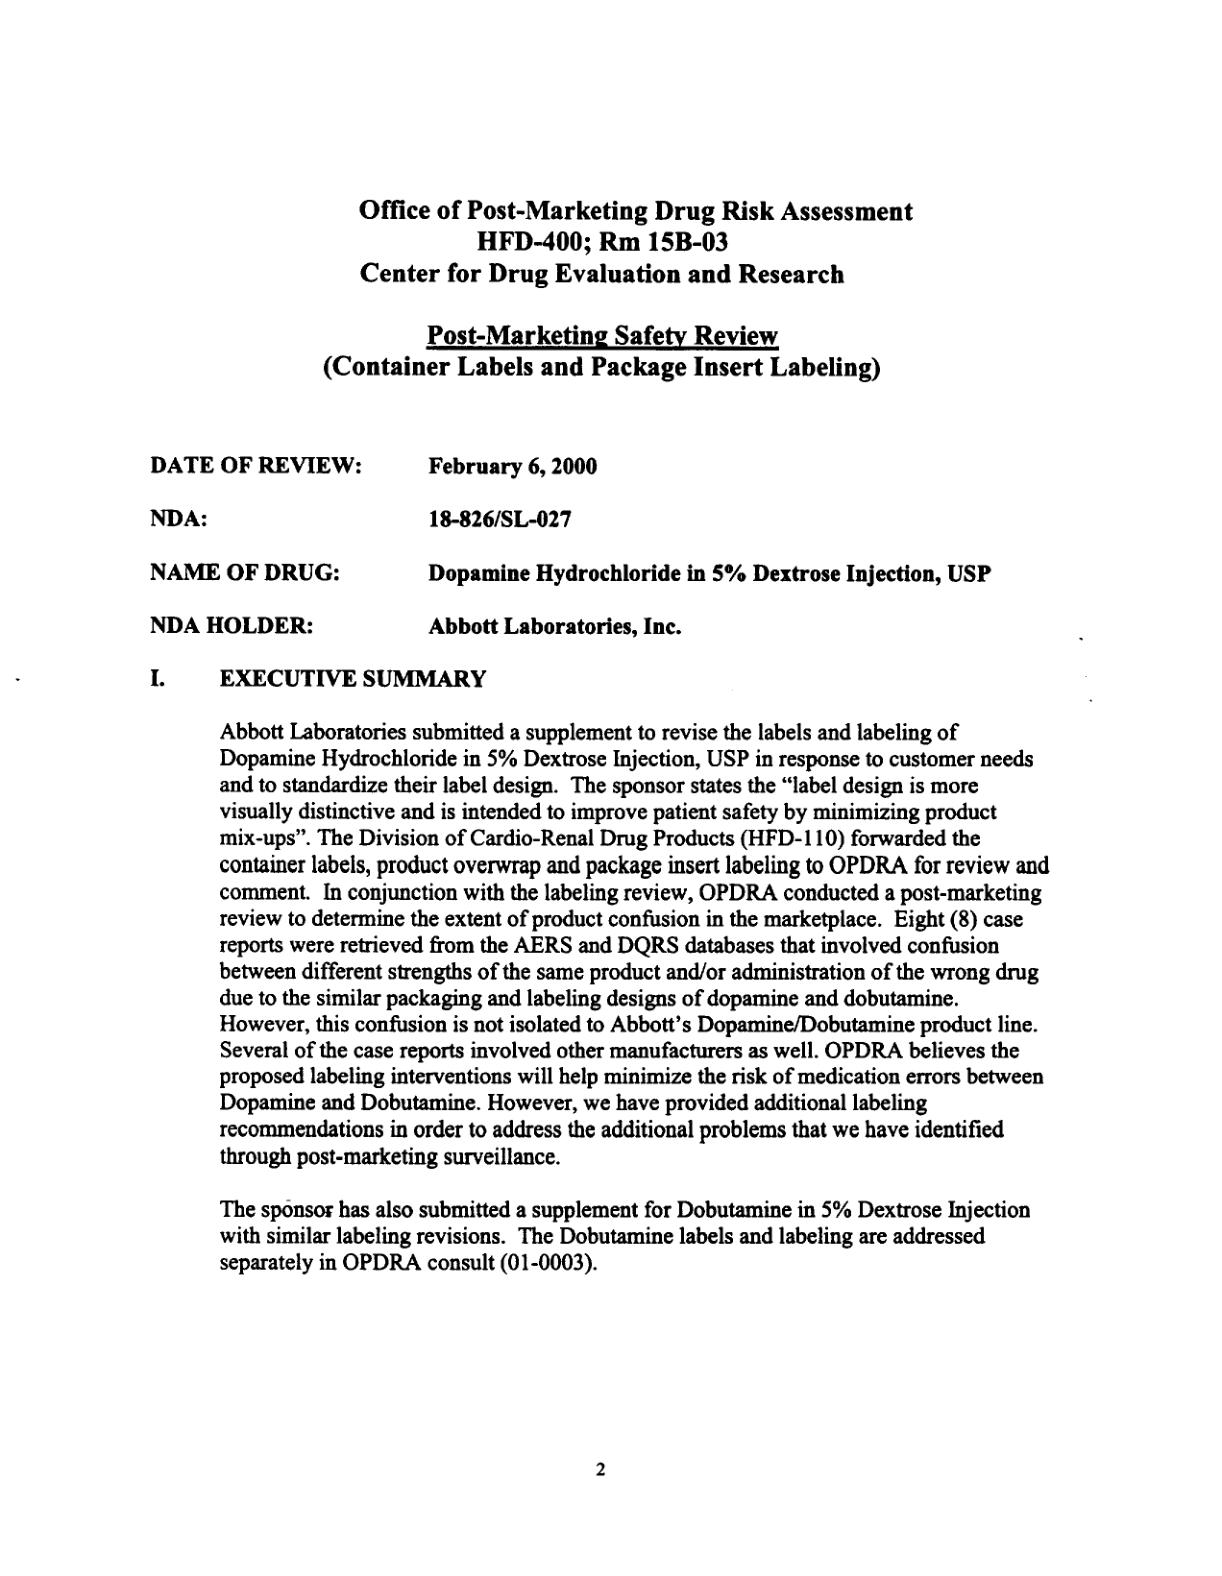 Office of Post-Marketing Drug Risk Assessment
HFD-400; Rm 15B-03
Center for Drug Evaluation and Research
Post-Marketing Safety Review
(Container Labels and Package Insert Labeling)
DATE OF REVIEW: February 6, 2000
NDA: 18-826/SL-027
NAME OF DRUG: Dopamine Hydrochloride in 5% Dextrose Injection, USP
NDA HOLDER: Abbott Laboratories, Inc.
I. EXECUTIVE SUMMARY
Abbott Laboratories submitted a supplement to revise the labels and labeling of
Dopamine Hydrochloride in 5% Dextrose Injection, USP in response to customer needs
and to standardize their label design. The sponsor states the “label design is more
visually distinctive and is intended to improve patient safety by minimizing product
mix-ups”. The Division of Cardio-Renal Drug Products (HFD-110) forwarded the
container labels, product overwrap and package insert labeling to OPDRA for review and
comment. In conjunction with the labeling review, OPDRA conducted a post-marketing
review to determine the extent of product confusion in the marketplace. Eight (8) case
reports were retrieved from the AERS and DQRS databases that involved confusion
between different strengths of the same product and/or administration of the wrong drug
due to the similar packaging and labeling designs of dopamine and dobutamine.
However, this confusion is not isolated to Abbott’s Dopamine/Dobutamine product line.
Several of the case reports involved other manufacturers as well. OPDRA believes the
proposed labeling interventions will help minimize the risk of medication errors between
Dopamine and Dobutamine. However, we have provided additional labeling
recommendations in order to address the additional problems that we have identified
through post-marketing surveillance.
The sponsor has also submitted a supplement for Dobutamine in 5% Dextrose Injection
with similar labeling revisions. The Dobutamine labels and labeling are addressed
separately in OPDRA consult (01-0003).
2